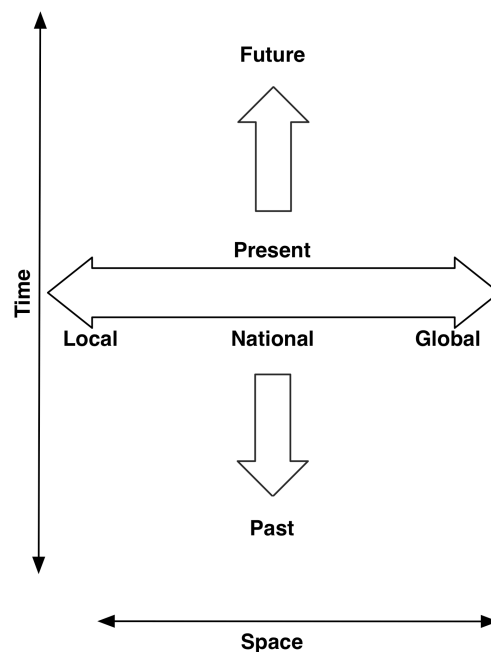 Future
Present
Time
Local National Global
Past
Space